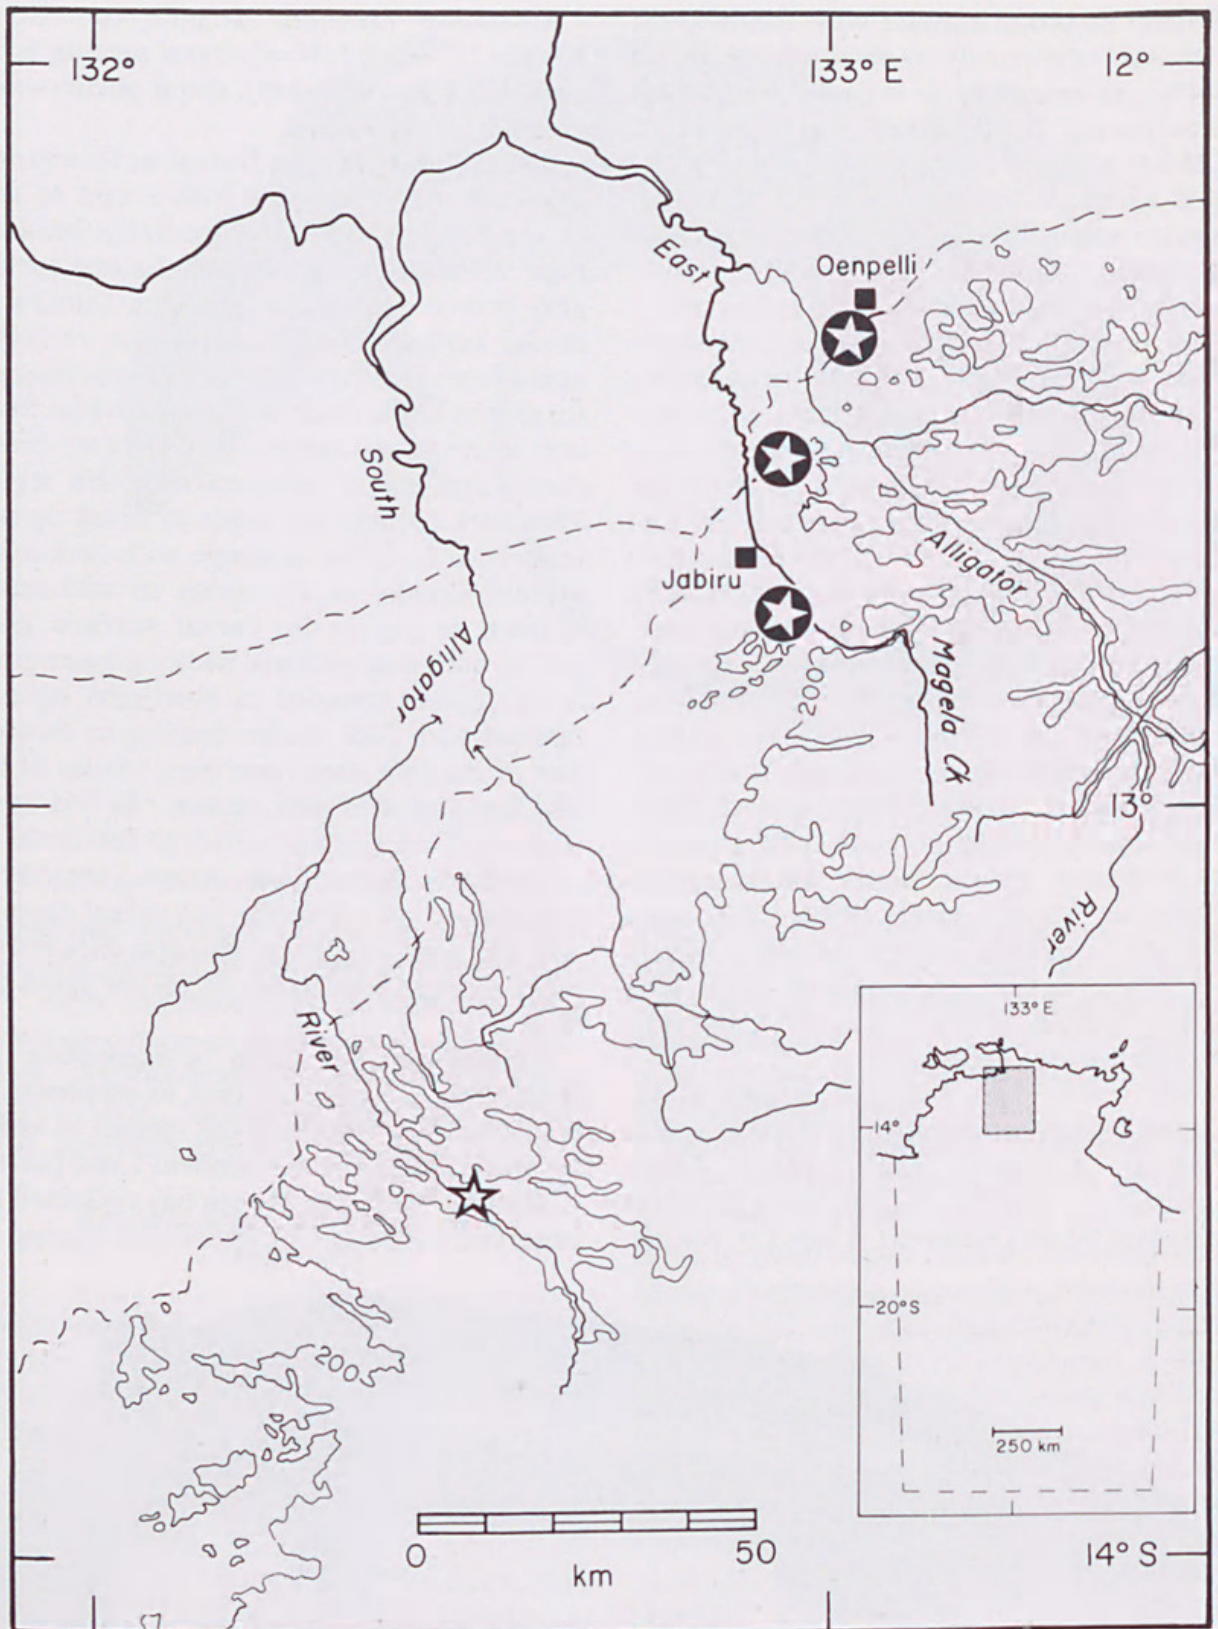 132°
133° E
12°
East
Oenpelli
South
Alligator
Jabiru
Alligator
200
Magela Ck
13°
River
River
133° E
14°
20°S
250 km
200
0
50
km
14° S